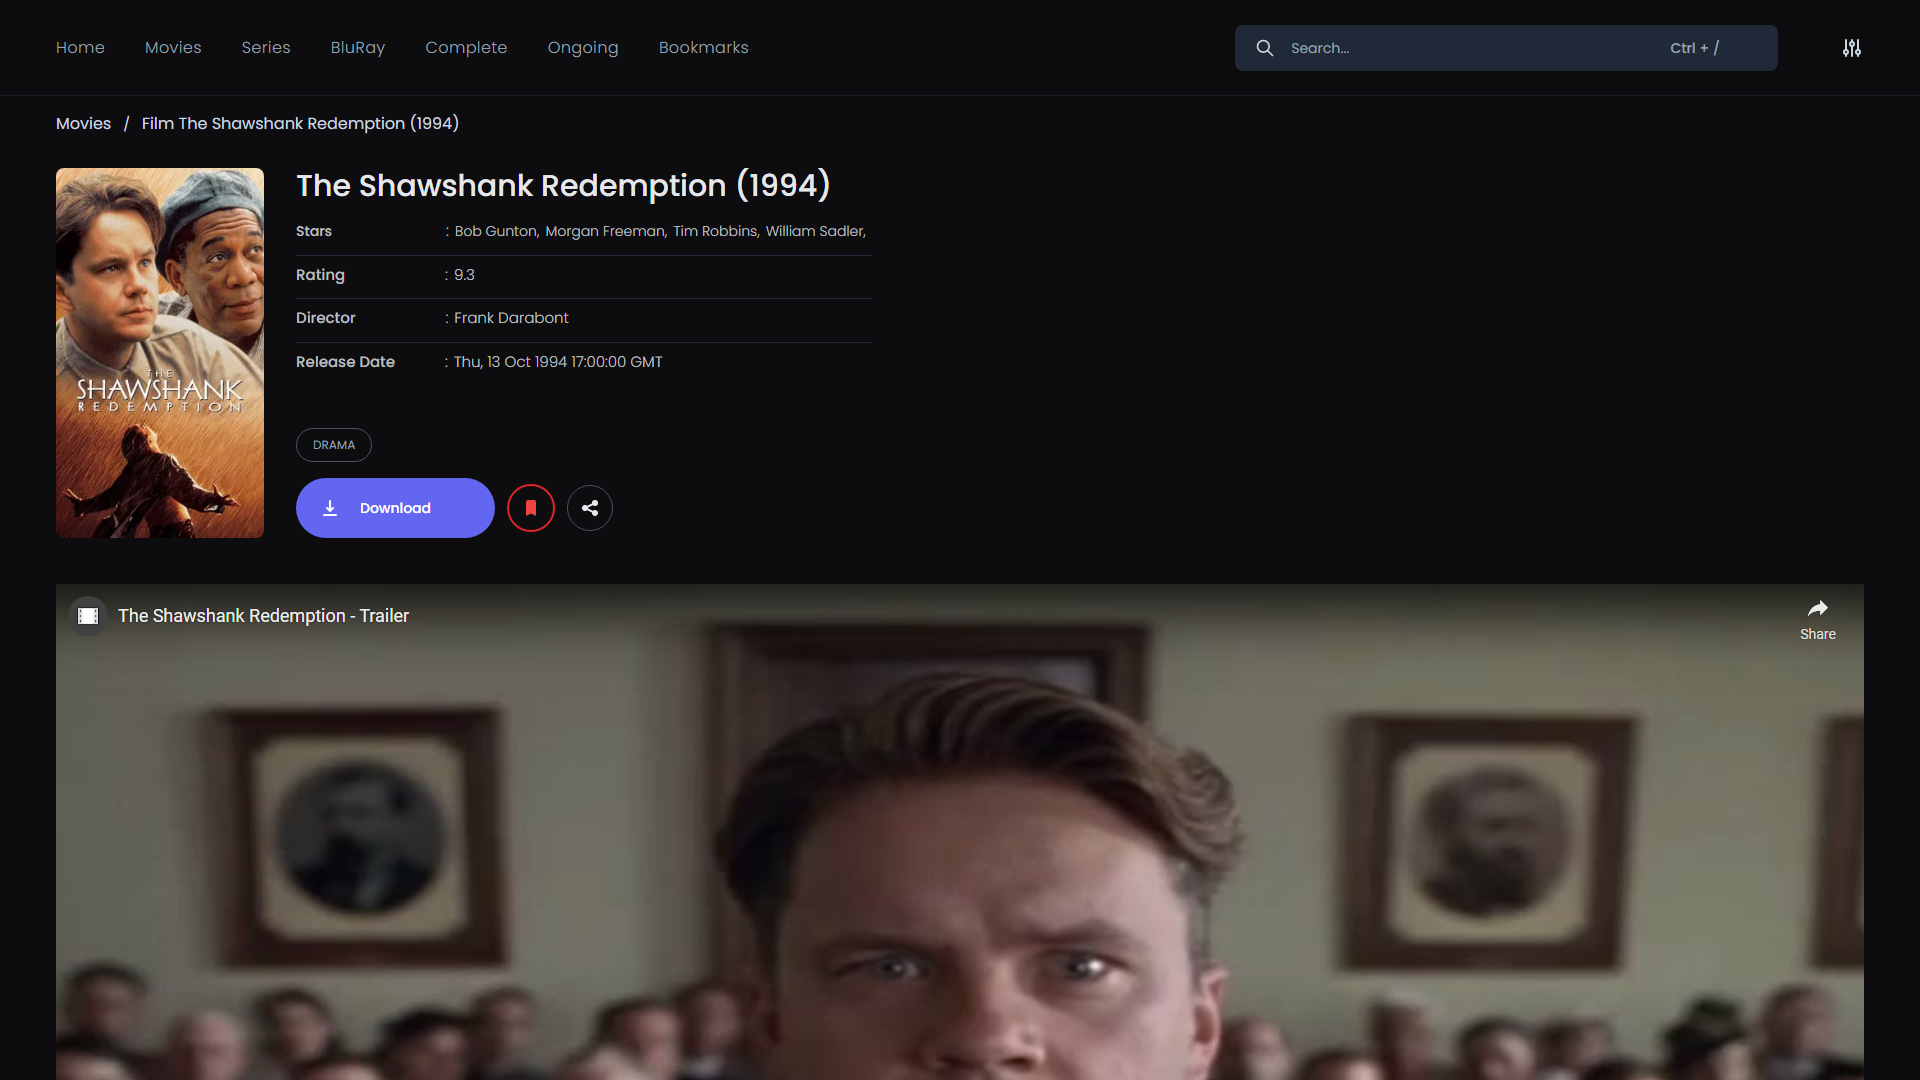 Home Movies Series BluRay Complete Ongoing Bookmarks Search... Ctrl + /
Movies / Film The Shawshank Redemption (1994)
THE
SHAWSHANK
REDEMPTION
The Shawshank Redemption (1994)
Stars : Bob Gunton, Morgan Freeman, Tim Robbins, William Sadler,
Rating : 9.3
Director : Frank Darabont
Release Date : Thu, 13 Oct 1994 17:00:00 GMT
DRAMA
Download
The Shawshank Redemption - Trailer
Share